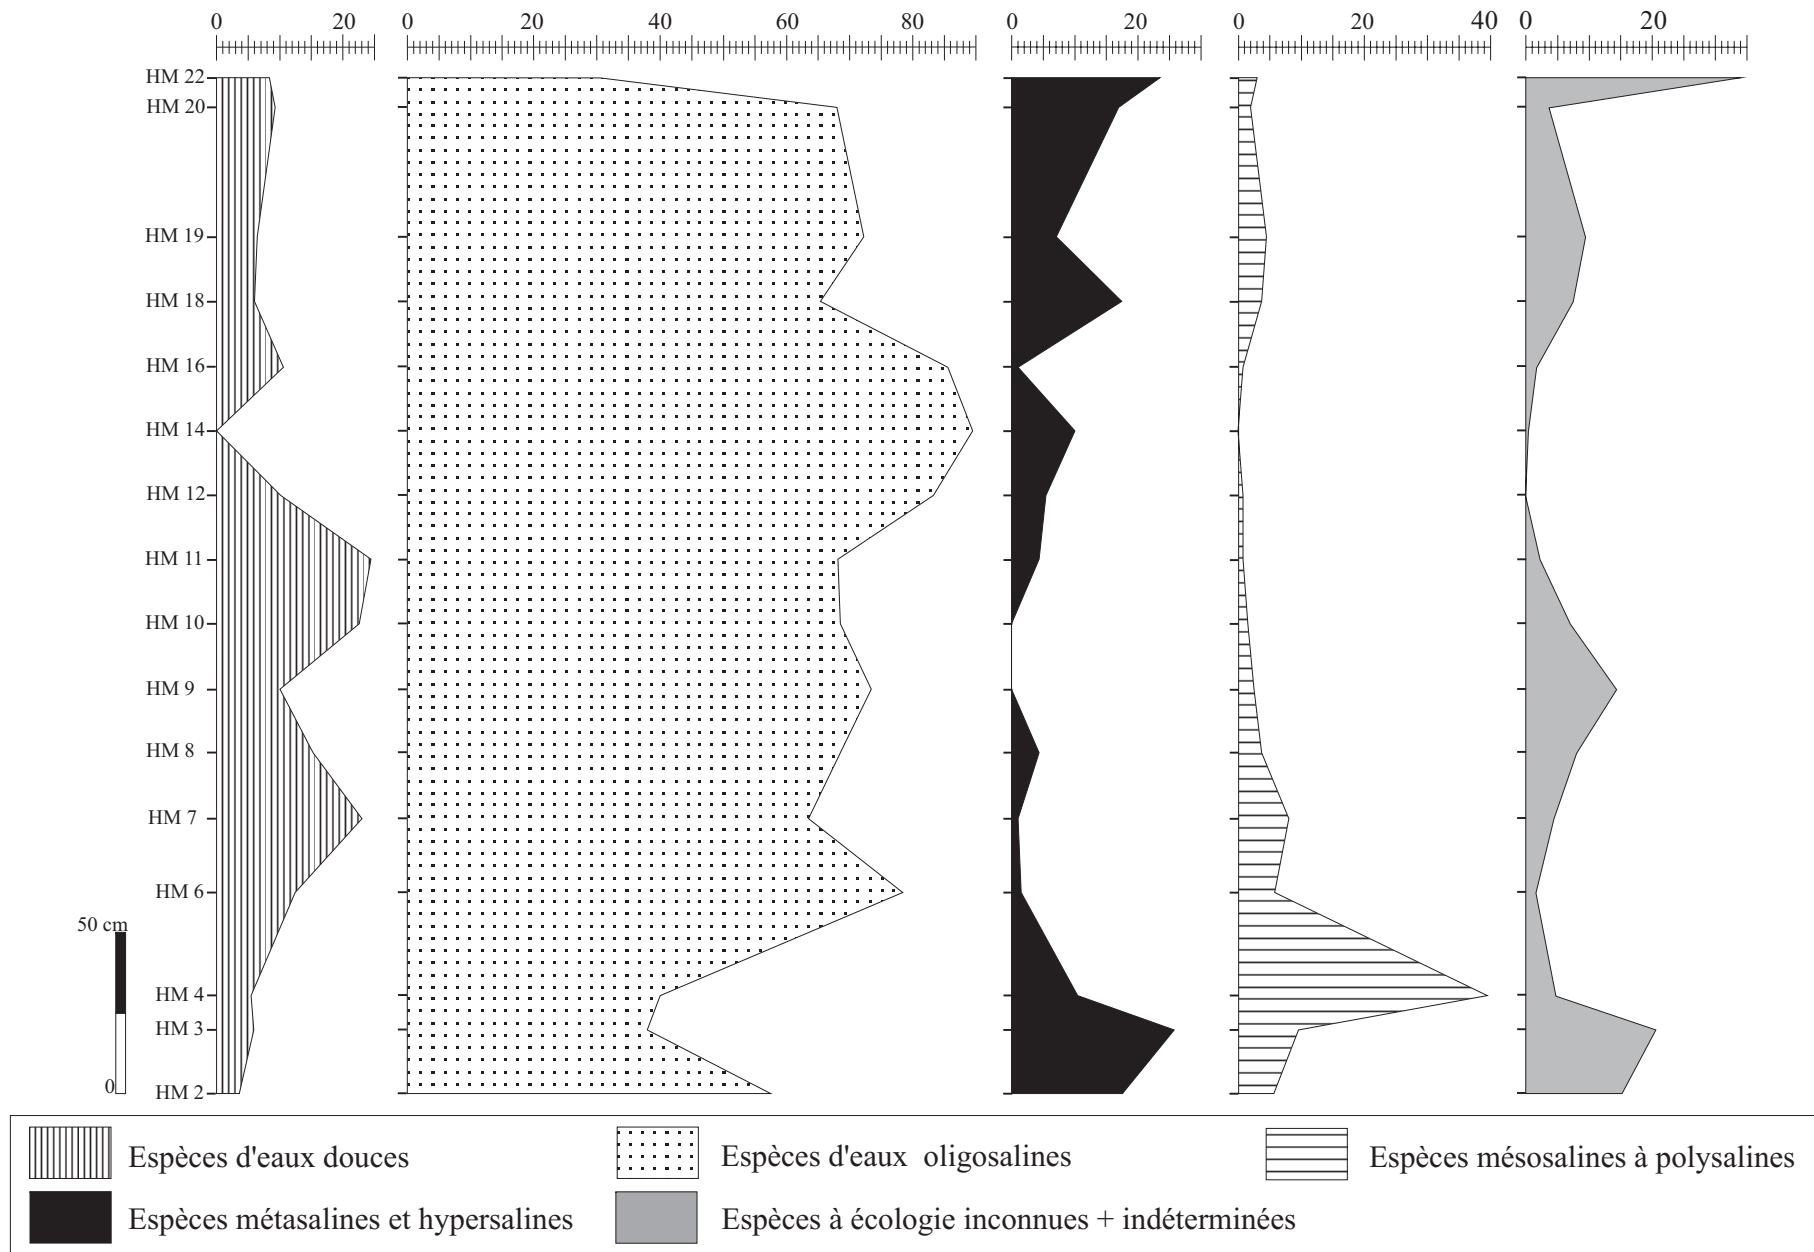 0 20 0 20 40 60 80 0 20 0 20 40 0 20
HM 22
HM 20
HM 19
HM 18
HM 16
HM 14
HM 12
HM 11
HM 10
HM 9
HM 8
HM 7
HM 6
50 cm
HM 4
HM 3
0
HM 2
Espèces d'eaux douces
Espèces d'eaux oligosalines
Espèces mésosalines à polysalines
Espèces métasalines et hypersalines
Espèces à écologie inconnues + indéterminées